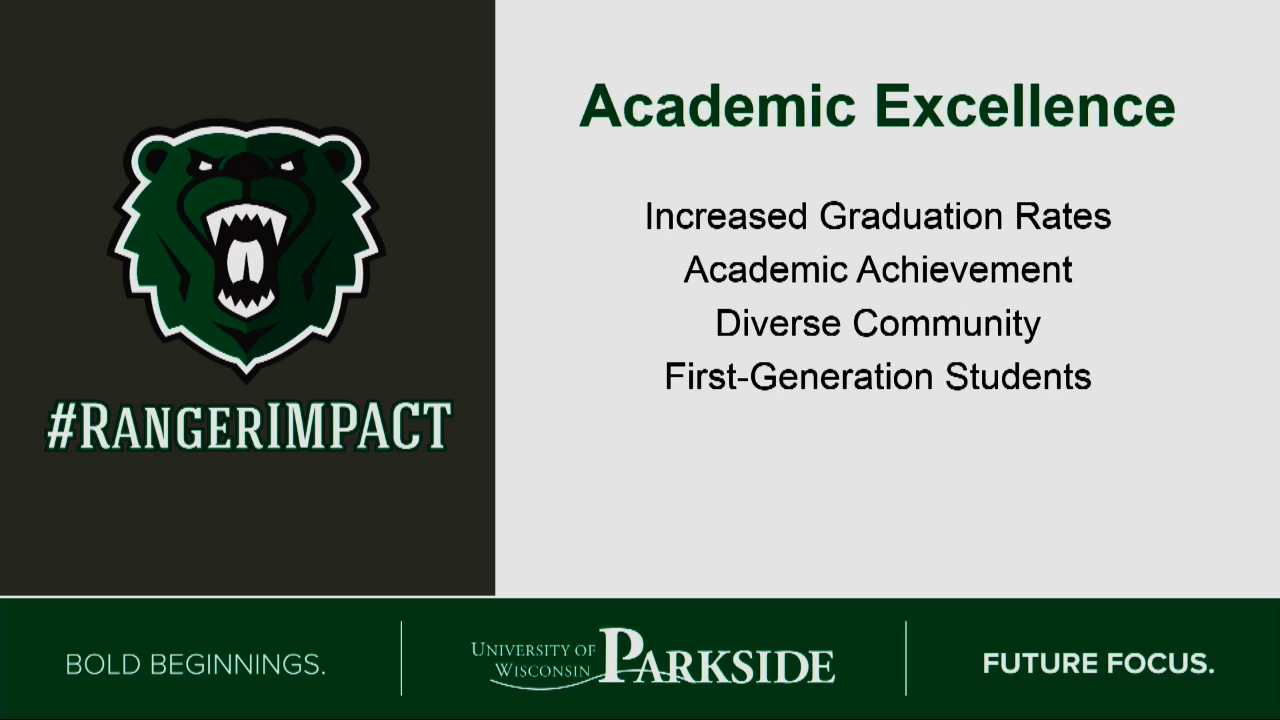 #RANGERIMPACT
Academic Excellence
Increased Graduation Rates
Academic Achievement
Diverse Community
First-Generation Students
BOLD BEGINNINGS.
UNIVERSITY OF
WISCONSIN
PARKSIDE
FUTURE FOCUS.